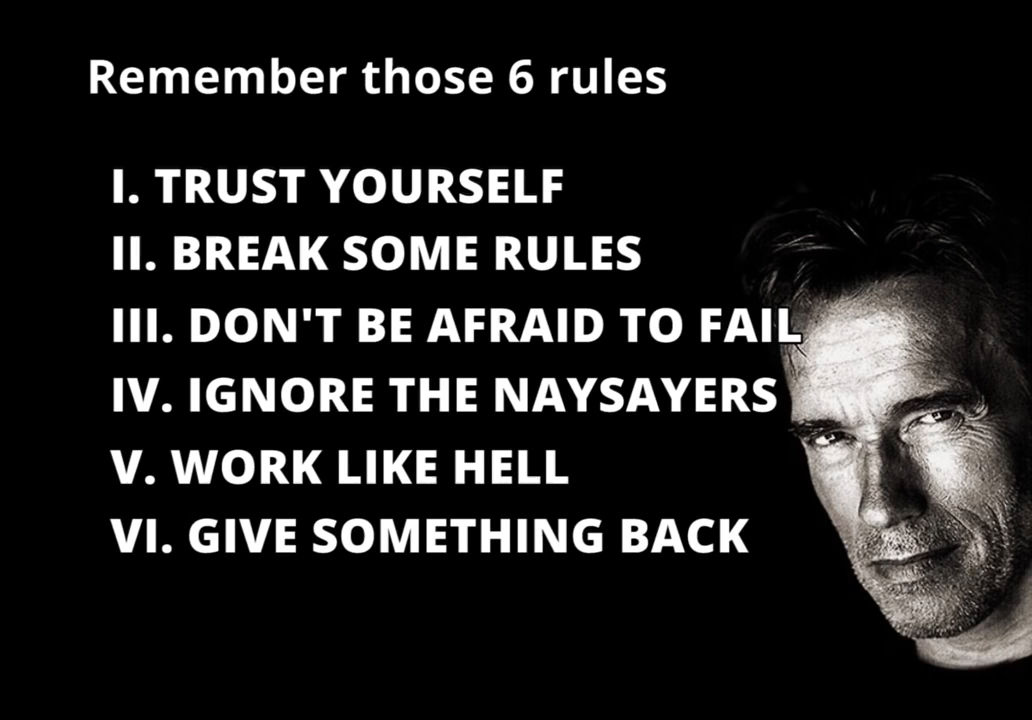 Remember those 6 rules
I. TRUST YOURSELF
II. BREAK SOME RULES
III. DON'T BE AFRAID TO FAIL
IV. IGNORE THE NAYSAYERS
V. WORK LIKE HELL
VI. GIVE SOMETHING BACK